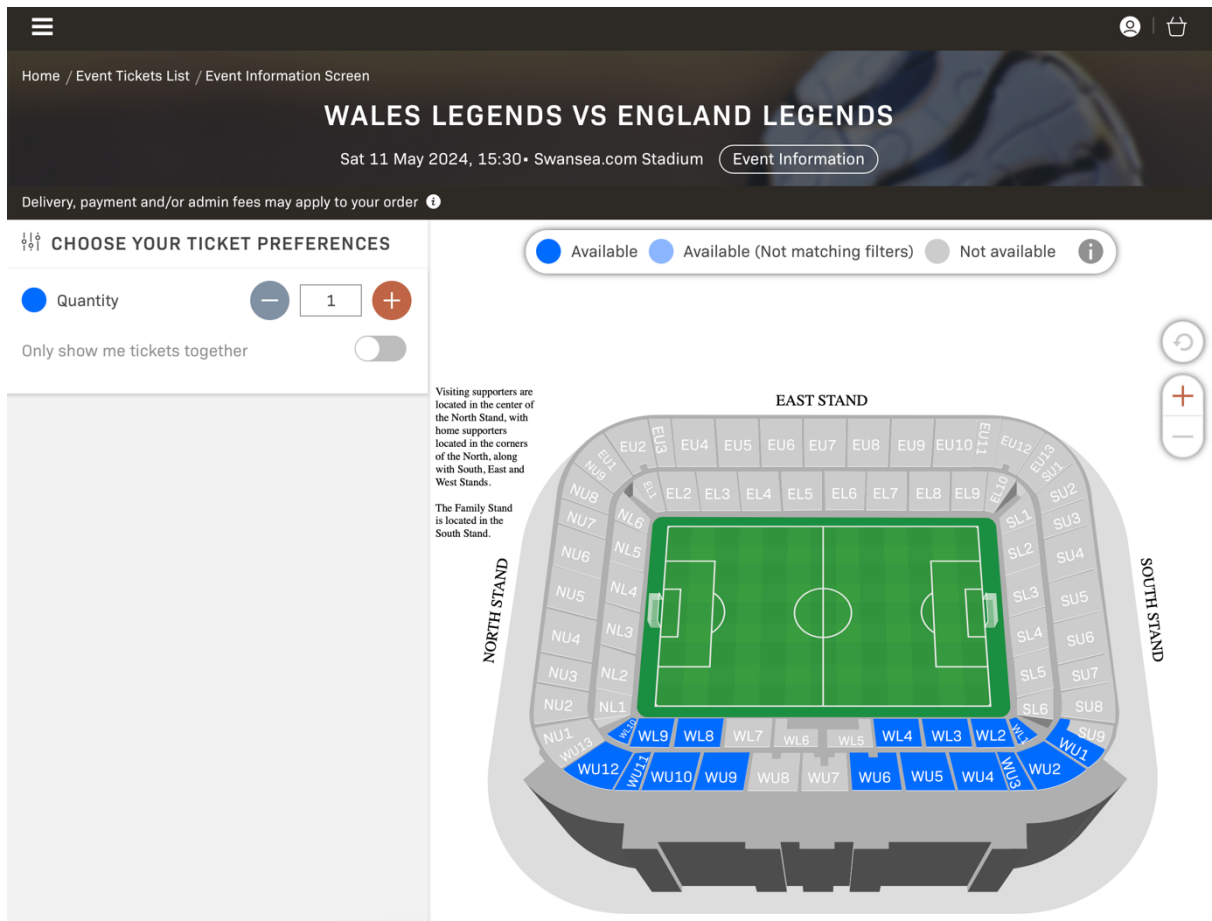 Home / Event Tickets List / Event Information Screen
WALES LEGENDS VS ENGLAND LEGENDS
Sat 11 May 2024, 15:30• Swansea.com Stadium
Event Information
Delivery, payment and/or admin fees may apply to your order i
CHOOSE YOUR TICKET PREFERENCES
Quantity
1
Only show me tickets together
Available
Available (Not matching filters)
Not available
i
Visiting supporters are
located in the center of
the North Stand, with
home supporters
located in the corners
of the North, along
with South, East and
West Stands.
The Family Stand
is located in the
South Stand.
EAST STAND
NORTH STAND
SOUTH STAND
EU1 EU2 EU3 EU4 EU5 EU6 EU7 EU8 EU9 EU10 EU11 EU12 EU13
EL1 EL2 EL3 EL4 EL5 EL6 EL7 EL8 EL9 EL10
NU9
NU8
NU7
NU6
NU5
NU4
NU3
NU2
NU1
NL6
NL5
NL4
NL3
NL2
NL1
SL1
SL2
SL3
SL4
SL5
SL6
SU1
SU2
SU3
SU4
SU5
SU6
SU7
SU8
SU9
WL10 WL9 WL8 WL7 WL6 WL5 WL4 WL3 WL2 WL1
WU13 WU12 WU11 WU10 WU9 WU8 WU7 WU6 WU5 WU4 WU3 WU2 WU1